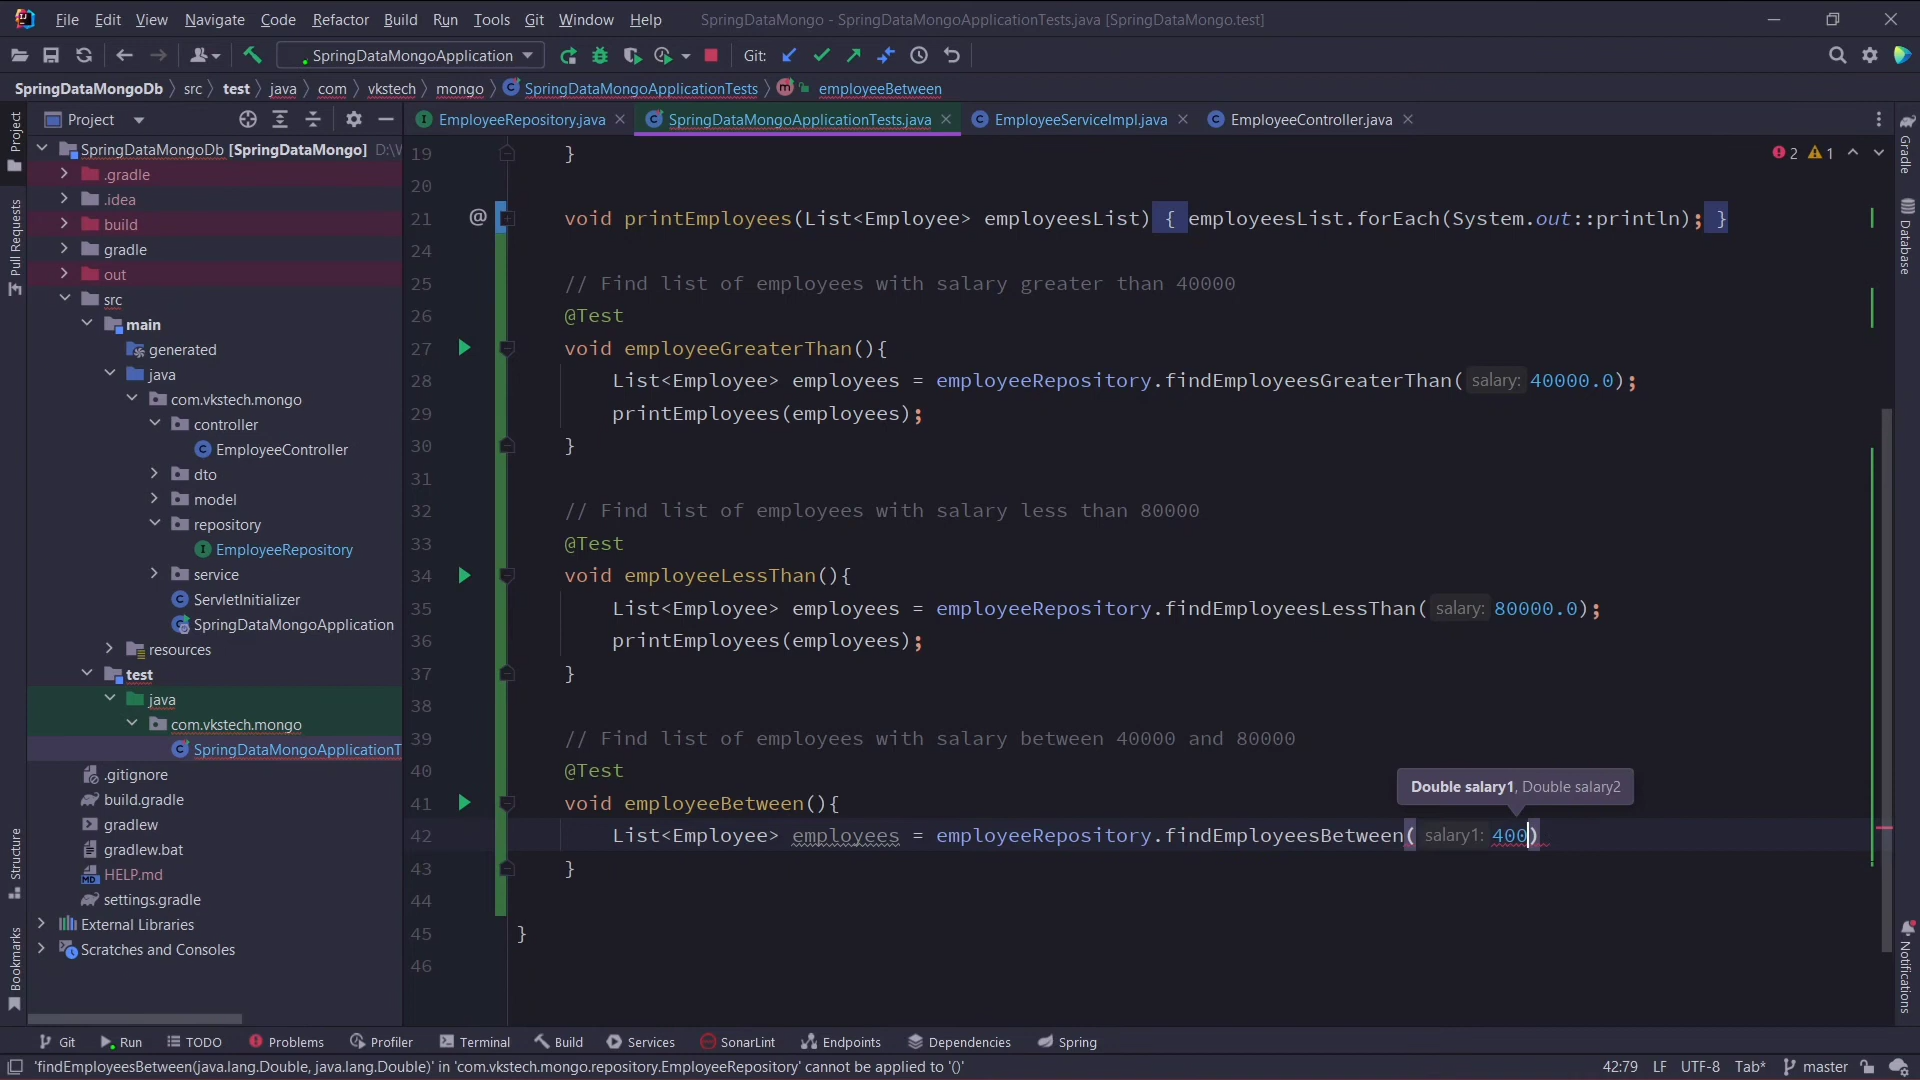 File Edit View Navigate Code Refactor Build Run Tools Git Window Help SpringDataMongo - SpringDataMongoApplicationTests.java [SpringDataMongo.test]
SpringDataMongoApplication Git:
SpringDataMongoDb src test java com vkstech mongo SpringDataMongoApplicationTests employeeBetween
Project EmployeeRepository.java SpringDataMongoApplicationTests.java EmployeeServiceImpl.java EmployeeController.java
Project
Pull Requests
Structure
Bookmarks
SpringDataMongoDb [SpringDataMongo] D:\
.gradle
.idea
build
gradle
out
src
main
generated
java
com.vkstech.mongo
controller
EmployeeController
dto
model
repository
EmployeeRepository
service
ServletInitializer
SpringDataMongoApplication
resources
test
java
com.vkstech.mongo
SpringDataMongoApplicationT
.gitignore
build.gradle
gradlew
gradlew.bat
HELP.md
settings.gradle
External Libraries
Scratches and Consoles
2 1
19 }
20
21 @ void printEmployees(List<Employee> employeesList) { employeesList.forEach(System.out::println); }
24
25 // Find list of employees with salary greater than 40000
26 @Test
27 void employeeGreaterThan(){
28 List<Employee> employees = employeeRepository.findEmployeesGreaterThan( salary: 40000.0);
29 printEmployees(employees);
30 }
31
32 // Find list of employees with salary less than 80000
33 @Test
34 void employeeLessThan(){
35 List<Employee> employees = employeeRepository.findEmployeesLessThan( salary: 80000.0);
36 printEmployees(employees);
37 }
38
39 // Find list of employees with salary between 40000 and 80000
40 @Test
Double salary1, Double salary2
41 void employeeBetween(){
42 List<Employee> employees = employeeRepository.findEmployeesBetween( salary1: 400)
43 }
44
45 }
46
Gradle
Database
Notifications
Git Run TODO Problems Profiler Terminal Build Services SonarLint Endpoints Dependencies Spring
'findEmployeesBetween(java.lang.Double, java.lang.Double)' in 'com.vkstech.mongo.repository.EmployeeRepository' cannot be applied to '()' 42:79 LF UTF-8 Tab* master